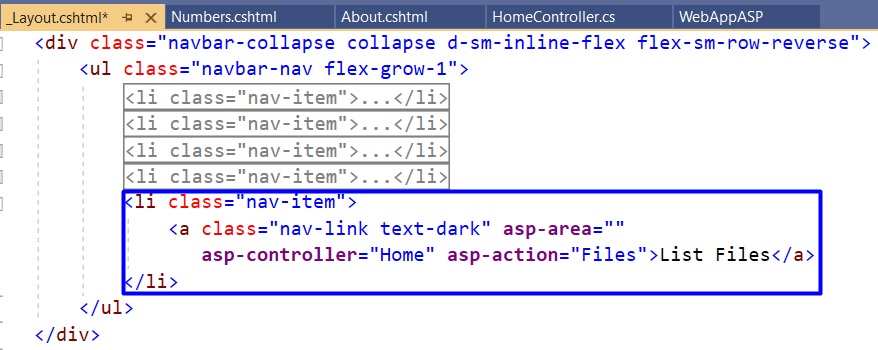 _Layout.cshtml* Numbers.cshtml About.cshtml HomeController.cs WebAppASP
<div class="navbar-collapse collapse d-sm-inline-flex flex-sm-row-reverse">
<ul class="navbar-nav flex-grow-1">
<li class="nav-item">...</li>
<li class="nav-item">...</li>
<li class="nav-item">...</li>
<li class="nav-item">...</li>
<li class="nav-item">
<a class="nav-link text-dark" asp-area=""
asp-controller="Home" asp-action="Files">List Files</a>
</li>
</ul>
</div>